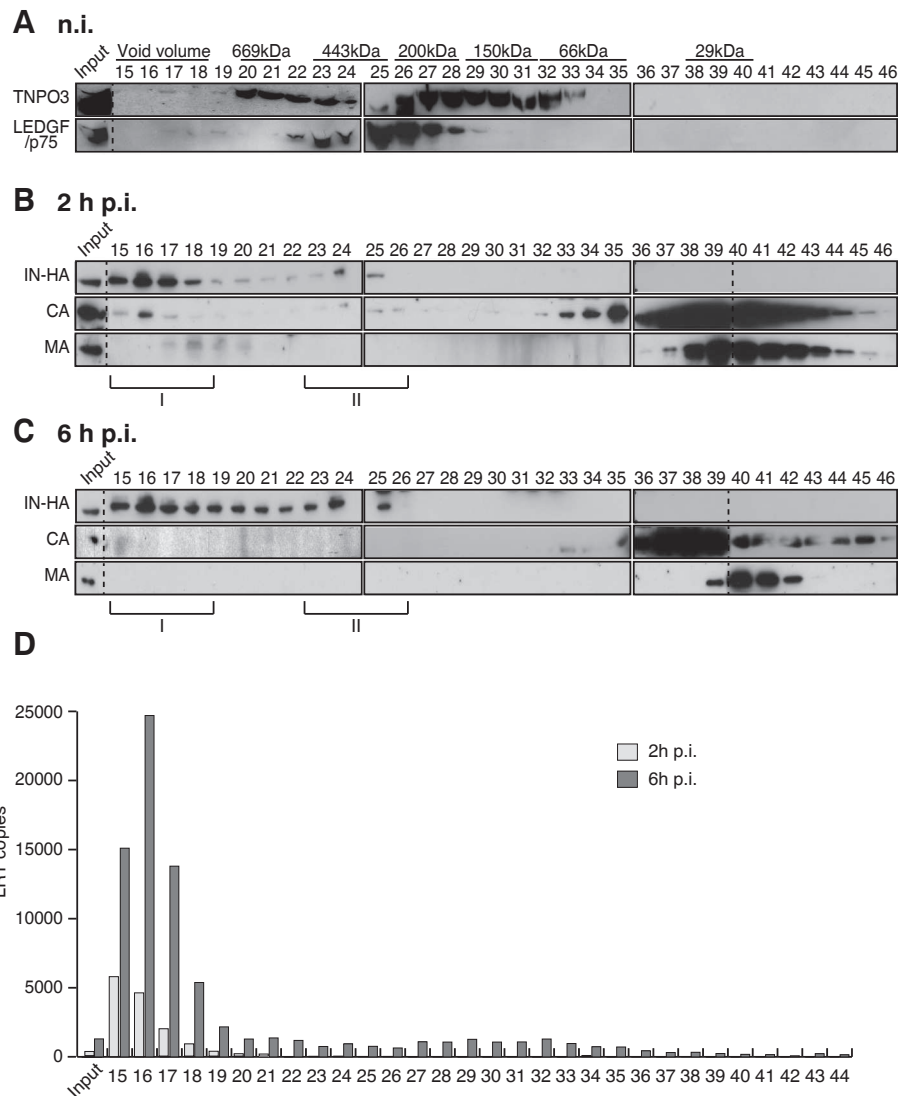 A n.i.
Input Void volume 669kDa 443kDa 200kDa 150kDa 66kDa 29kDa
15 16 17 18 19 20 21 22 23 24 25 26 27 28 29 30 31 32 33 34 35 36 37 38 39 40 41 42 43 44 45 46
TNPO3
LEDGF
/p75
B 2 h p.i.
Input 15 16 17 18 19 20 21 22 23 24 25 26 27 28 29 30 31 32 33 34 35 36 37 38 39 40 41 42 43 44 45 46
IN-HA
CA
MA
I II
C 6 h p.i.
Input 15 16 17 18 19 20 21 22 23 24 25 26 27 28 29 30 31 32 33 34 35 36 37 38 39 40 41 42 43 44 45 46
IN-HA
CA
MA
I II
D
25000
20000
15000
10000
5000
0
copies
2h p.i.
6h p.i.
Input 15 16 17 18 19 20 21 22 23 24 25 26 27 28 29 30 31 32 33 34 35 36 37 38 39 40 41 42 43 44